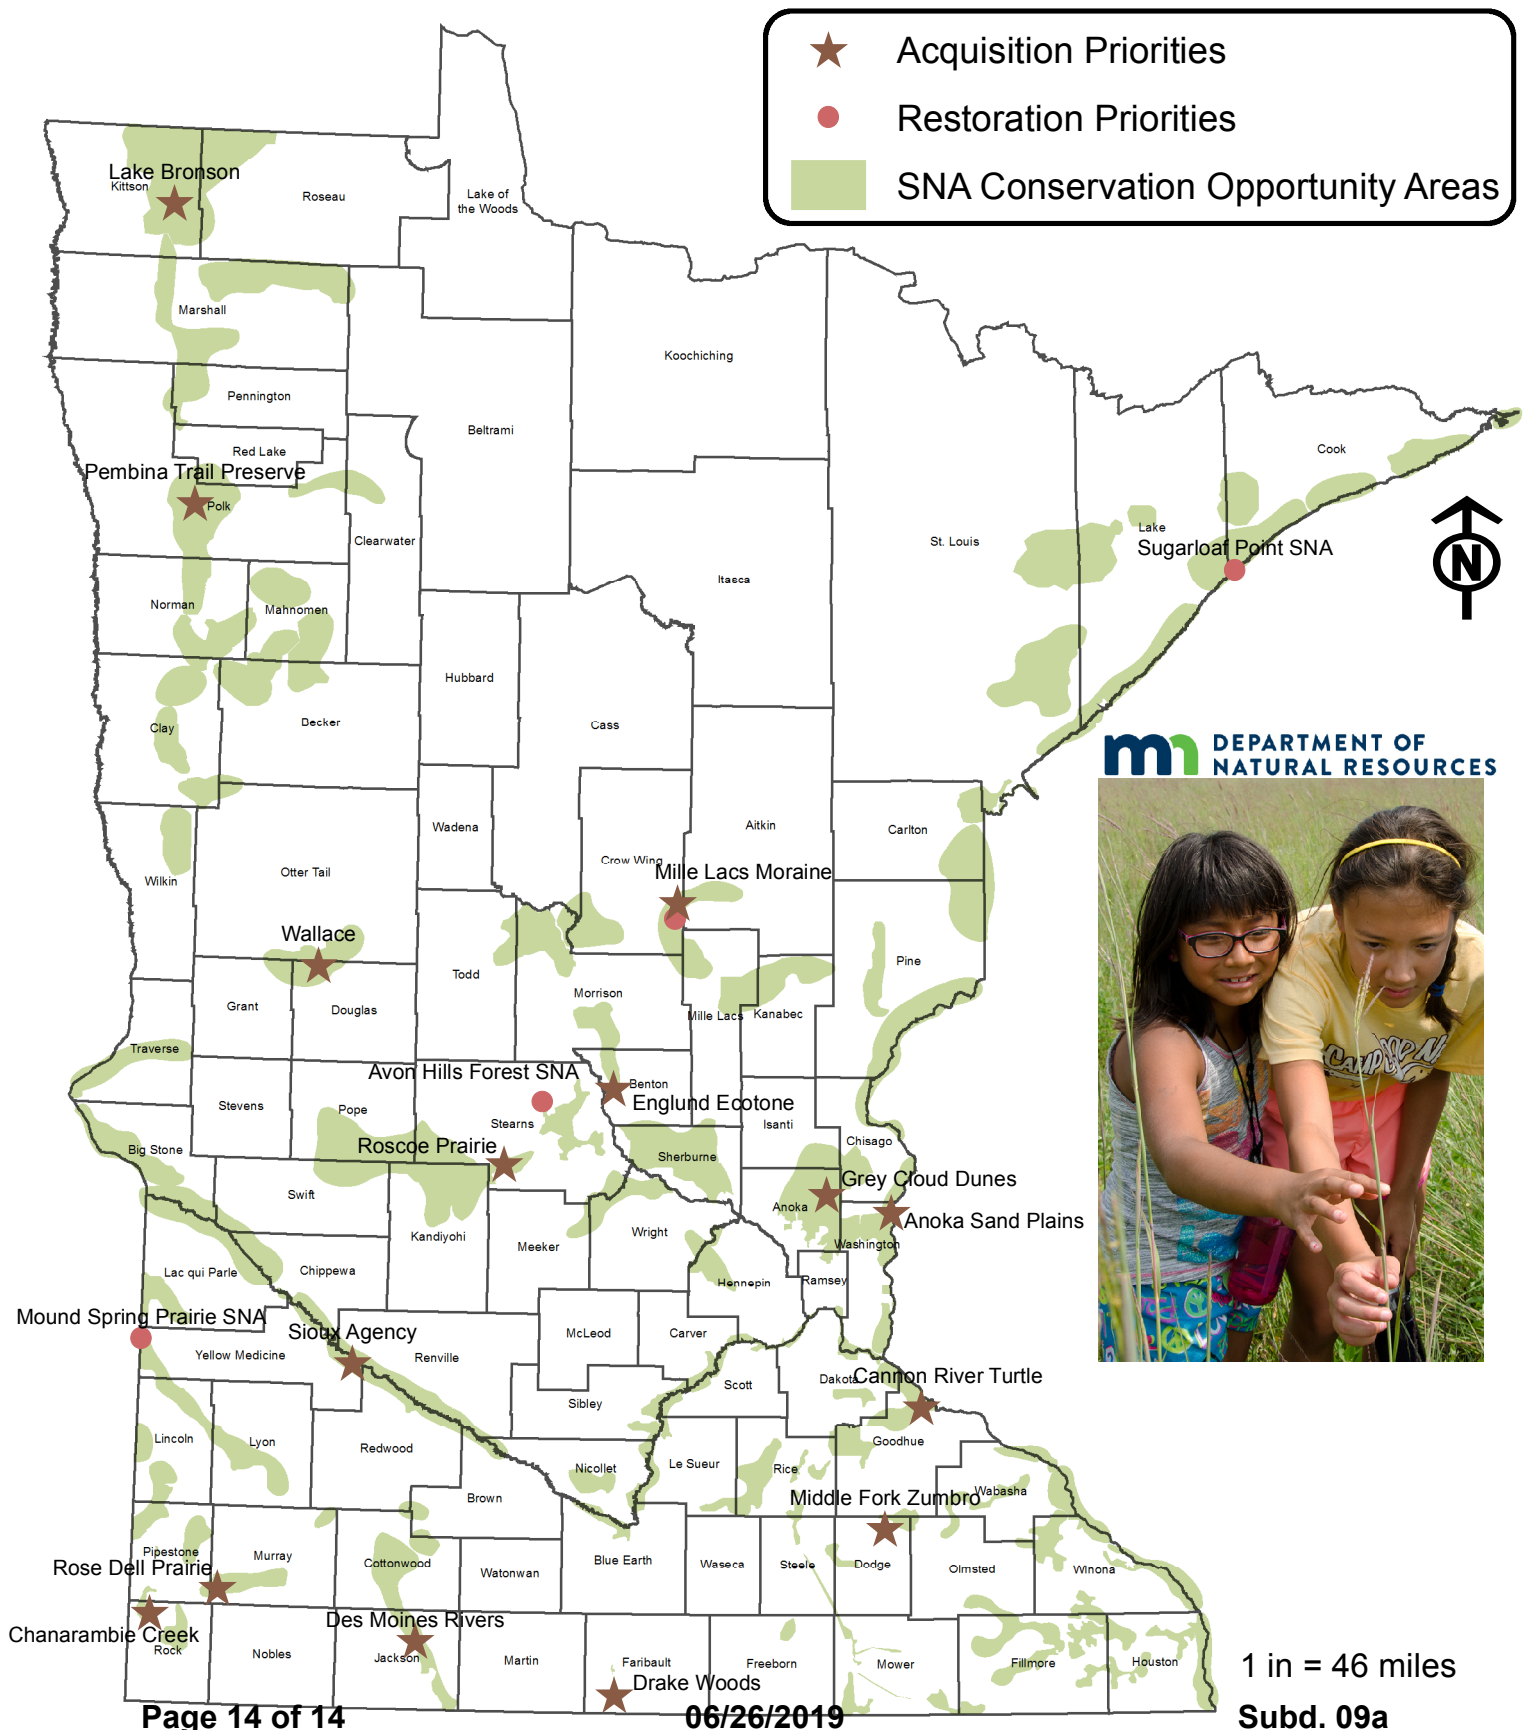 Acquisition Priorities
Restoration Priorities
SNA Conservation Opportunity Areas
Lake Bronson
Kittson
Roseau
Lake of
the Woods
Marshall
Koochiching
Pennington
Beltrami
Red Lake
Cook
Pembina Trail Preserve
Polk
Clearwater
Lake
St. Louis
Sugarloaf Point SNA
N
Itasca
Norman
Mahnomen
Hubbard
Becker
Cass
Clay
mn DEPARTMENT OF
NATURAL RESOURCES
Wadena
Aitkin
Carlton
Crow Wing
Otter Tail
Mille Lacs Moraine
Wilkin
Wallace
Pine
Todd
Morrison
Grant
Douglas
Mille Lacs
Kanabec
Traverse
Avon Hills Forest SNA
Benton
Englund Ecotone
Stevens
Pope
Stearns
Isanti
Chisago
Roscoe Prairie
Big Stone
Sherburne
Grey Cloud Dunes
Swift
Anoka
Anoka Sand Plains
Kandiyohi
Meeker
Wright
Washington
Lac qui Parle
Chippewa
Hennepin
Ramsey
Mound Spring Prairie SNA
Sioux Agency
McLeod
Carver
Yellow Medicine
Renville
Dakota
Cannon River Turtle
Scott
Sibley
Lincoln
Lyon
Redwood
Goodhue
Nicollet
Le Sueur
Rice
Brown
Middle Fork Zumbro
Wabasha
Pipestone
Murray
Cottonwood
Watonwan
Blue Earth
Waseca
Steele
Dodge
Olmsted
Winona
Rose Dell Prairie
Des Moines Rivers
Chanarambie Creek
Rock
Nobles
Jackson
Martin
Faribault
Freeborn
Mower
Fillmore
Houston
Drake Woods
1 in = 46 miles
Page 14 of 14
06/26/2019
Subd. 09a